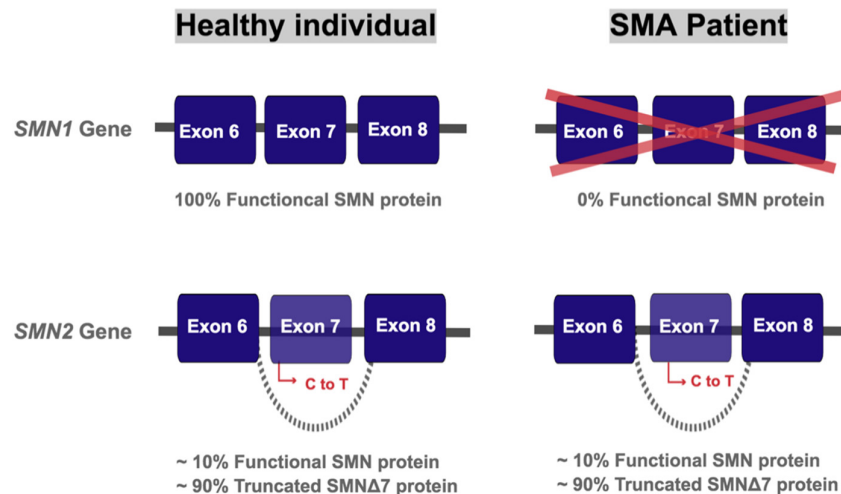 Healthy individual
SMA Patient
SMN1 Gene
Exon 6
Exon 7
Exon 8
Exon 6
Exon 7
Exon 8
100% Functioncal SMN protein
0% Functioncal SMN protein
SMN2 Gene
Exon 6
Exon 7
Exon 8
C to T
Exon 6
Exon 7
Exon 8
C to T
~ 10% Functional SMN protein
~ 90% Truncated SMNΔ7 protein
~ 10% Functional SMN protein
~ 90% Truncated SMNΔ7 protein